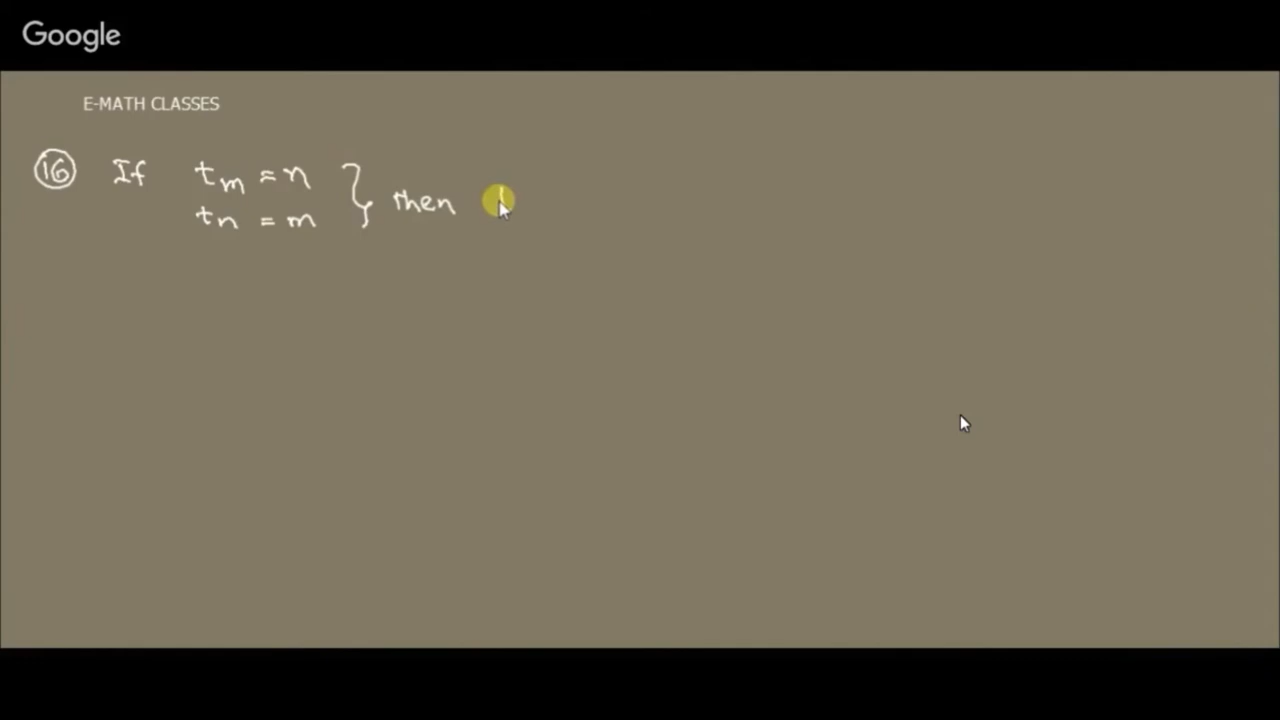 Google
E-MATH CLASSES
16 If tm = n
tn = m } then